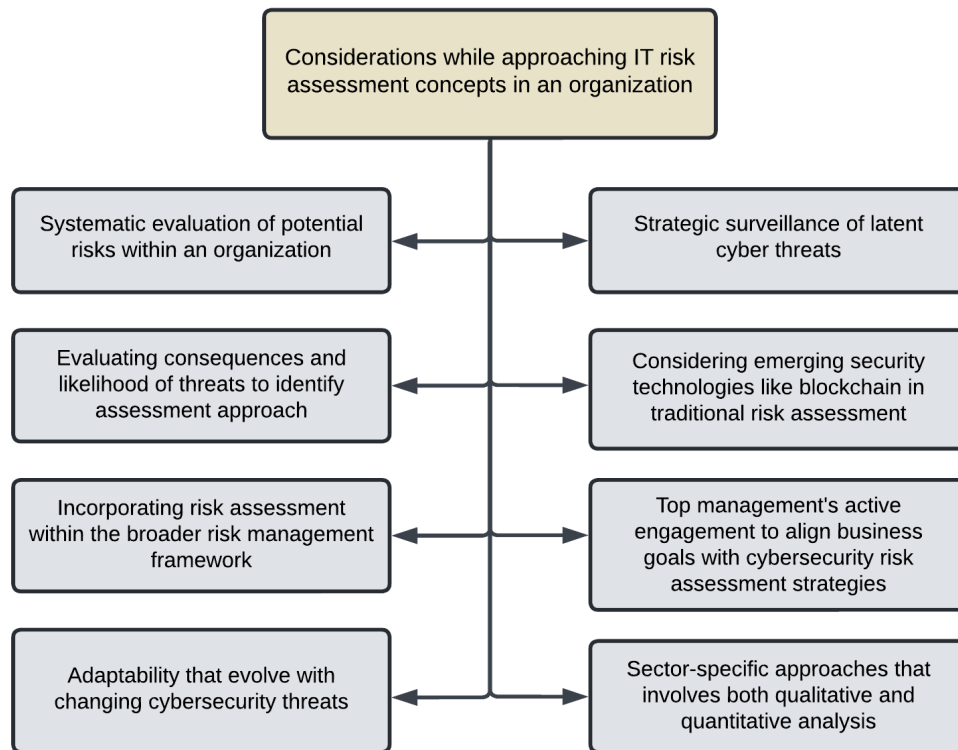 Considerations while approaching IT risk
assessment concepts in an organization
Systematic evaluation of potential
risks within an organization
Strategic surveillance of latent
cyber threats
Evaluating consequences and
likelihood of threats to identify
assessment approach
Considering emerging security
technologies like blockchain in
traditional risk assessment
Incorporating risk assessment
within the broader risk management
framework
Top management's active
engagement to align business
goals with cybersecurity risk
assessment strategies
Adaptability that evolve with
changing cybersecurity threats
Sector-specific approaches that
involves both qualitative and
quantitative analysis